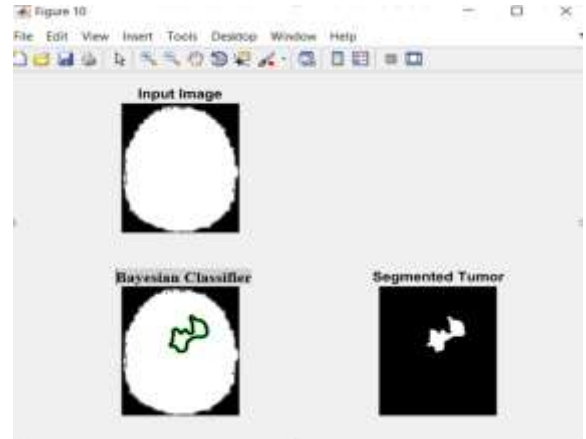 Figure 10
File Edit View Insert Tools Desktop Window Help
Input Image
Bayesian Classifier
Segmented Tumor